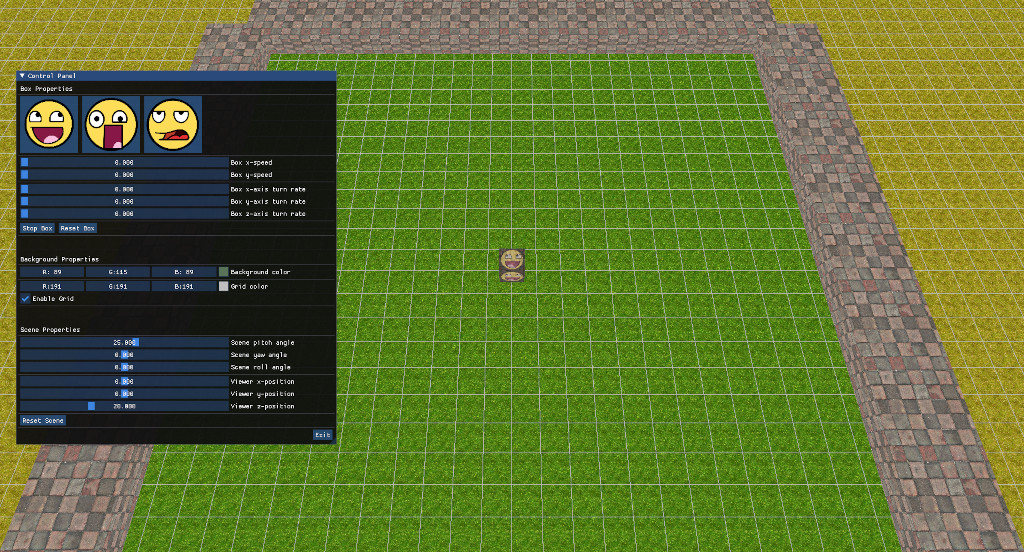 Control Panel
Box Properties
0.000 Box x-speed
0.000 Box y-speed
0.000 Box x-axis turn rate
0.000 Box y-axis turn rate
0.000 Box z-axis turn rate
Stop Box Reset Box
Background Properties
R: 89 G:115 B: 89 Background color
R:191 G:191 B:191 Grid color
Enable Grid
Scene Properties
25.000 Scene pitch angle
0.000 Scene yaw angle
0.000 Scene roll angle
0.000 Viewer x-position
0.000 Viewer y-position
20.000 Viewer z-position
Reset Scene
Exit